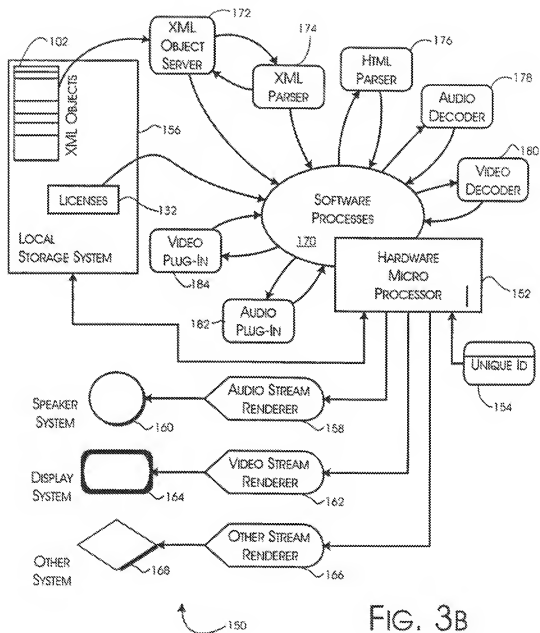 102
XML OBJECTS
172
XML
OBJECT
SERVER
174
XML
PARSER
176
HTML
PARSER
178
AUDIO
DECODER
180
VIDEO
DECODER
156
LICENSES
132
LOCAL
STORAGE SYSTEM
SOFTWARE
PROCESSES
170
VIDEO
PLUG-IN
184
AUDIO
PLUG-IN
182
HARDWARE
MICRO
PROCESSOR
152
UNIQUE ID
154
SPEAKER
SYSTEM
160
AUDIO STREAM
RENDERER
158
DISPLAY
SYSTEM
164
VIDEO STREAM
RENDERER
162
OTHER
SYSTEM
168
OTHER STREAM
RENDERER
166
150
FIG. 3B